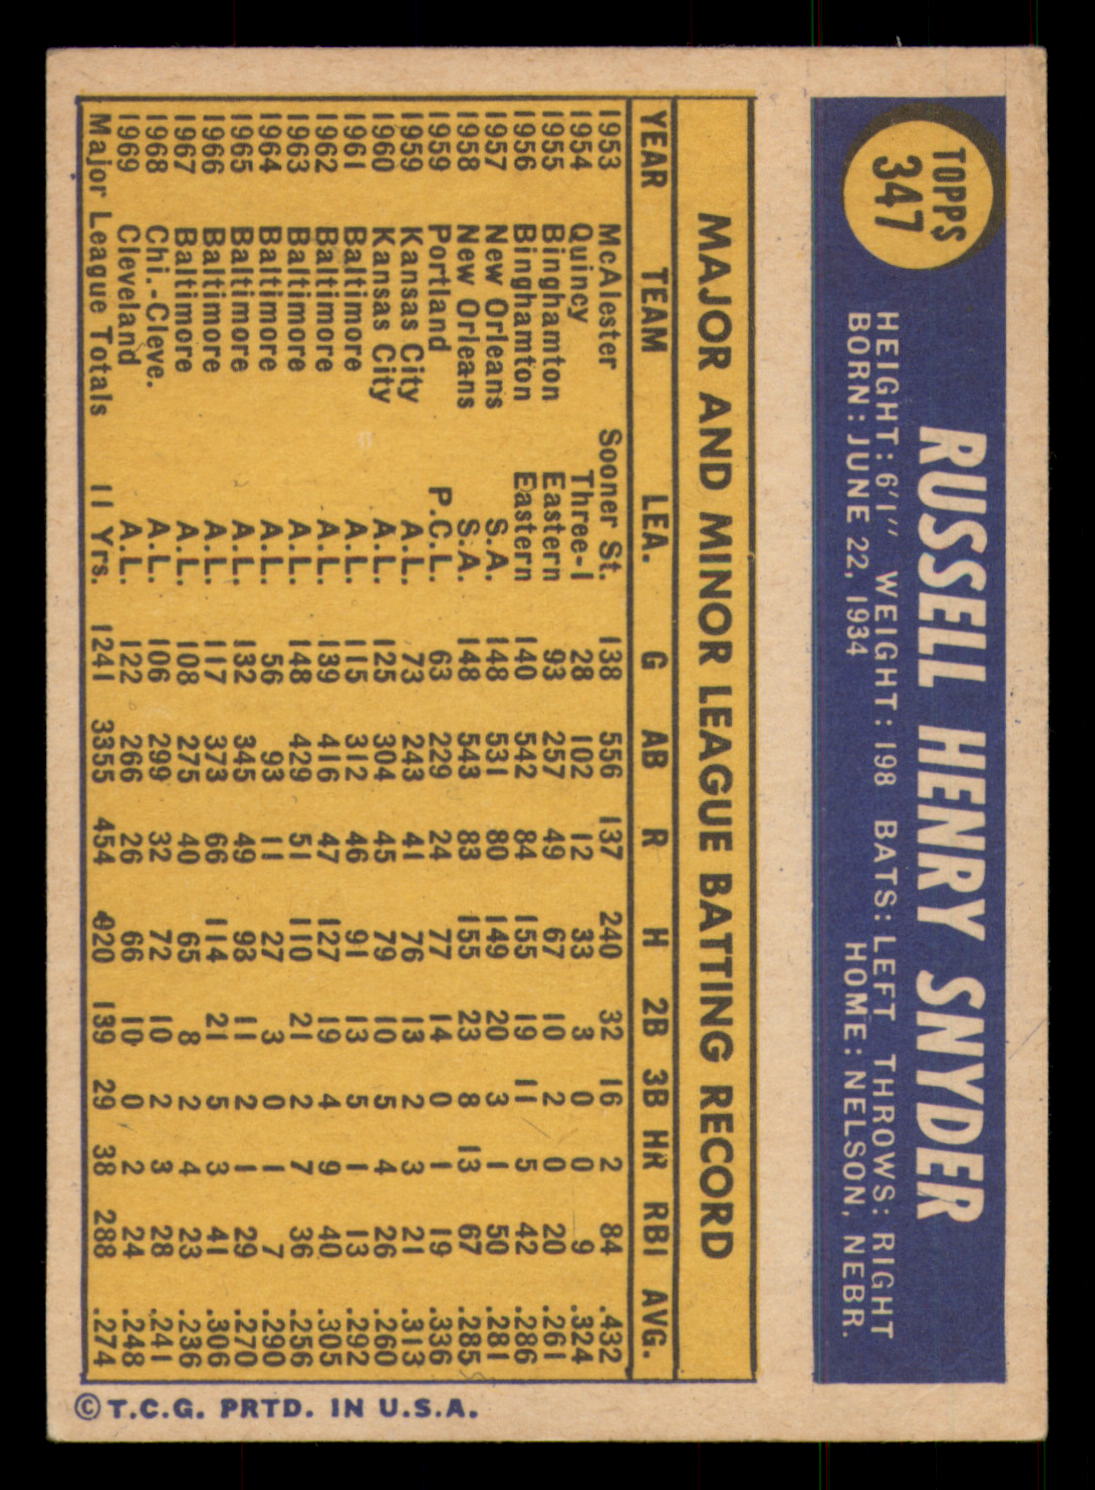 TOPPS
347
RUSSELL HENRY SNYDER
HEIGHT: 6'1" WEIGHT: 198 BATS: LEFT THROWS: RIGHT
BORN: JUNE 22, 1934 HOME: NELSON, NEBR.
MAJOR AND MINOR LEAGUE BATTING RECORD
YEAR TEAM LEA. G AB R H 2B 3B HR RBI AVG.
1953 McAlester Sooner St. 138 556 137 240 32 16 2 84 .432
1954 Quincy Three-I 28 102 12 33 3 0 0 9 .324
1955 Binghamton Eastern 93 257 49 67 10 2 0 20 .261
1956 Binghamton Eastern 140 542 84 155 19 11 5 42 .286
1957 New Orleans S.A. 148 531 80 149 20 3 1 50 .281
1958 New Orleans S.A. 148 543 83 155 23 8 13 67 .285
1959 Portland P.C.L. 63 229 24 77 14 0 1 19 .336
1959 Kansas City A.L. 73 243 41 76 13 2 3 21 .313
1960 Kansas City A.L. 125 304 45 79 10 5 4 26 .260
1961 Baltimore A.L. 115 312 46 91 13 5 1 13 .292
1962 Baltimore A.L. 139 416 47 127 19 4 9 40 .305
1963 Baltimore A.L. 148 429 51 110 21 2 7 36 .256
1964 Baltimore A.L. 56 93 11 27 3 0 1 7 .290
1965 Baltimore A.L. 132 345 49 93 11 2 1 29 .270
1966 Baltimore A.L. 117 373 66 114 21 5 3 41 .306
1967 Baltimore A.L. 108 275 40 65 8 2 4 23 .236
1968 Chi.-Cleve. A.L. 106 299 32 72 10 2 3 28 .241
1969 Cleveland A.L. 122 266 26 66 10 0 2 24 .248
Major League Totals 11 Yrs. 1241 3355 454 920 139 29 38 288 .274
© T.C.G. PRTD. IN U.S.A.